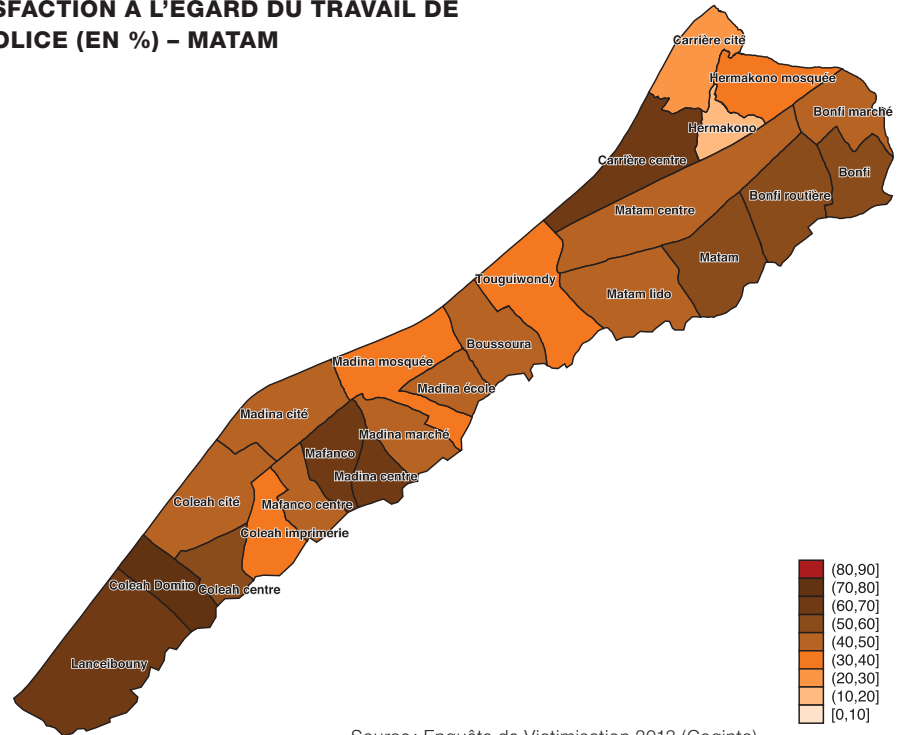 SFACTION À L'ÉGARD DU TRAVAIL DE
OLICE (EN %) – MATAM
Carrière cité
Hermakono mosquée
Bonfi marché
Hermakono
Carrière centre
Bonfi
Bonfi routière
Matam centre
Matam
Touguiwondy
Matam lido
Boussoura
Madina mosquée
Madina école
Madina cité
Madina marché
Mafanco
Madina centre
Coleah cité
Mafanco centre
Coleah imprimerie
Coleah Domino
Coleah centre
Lanceibouny
(80,90]
(70,80]
(60,70]
(50,60]
(40,50]
(30,40]
(20,30]
(10,20]
[0,10]